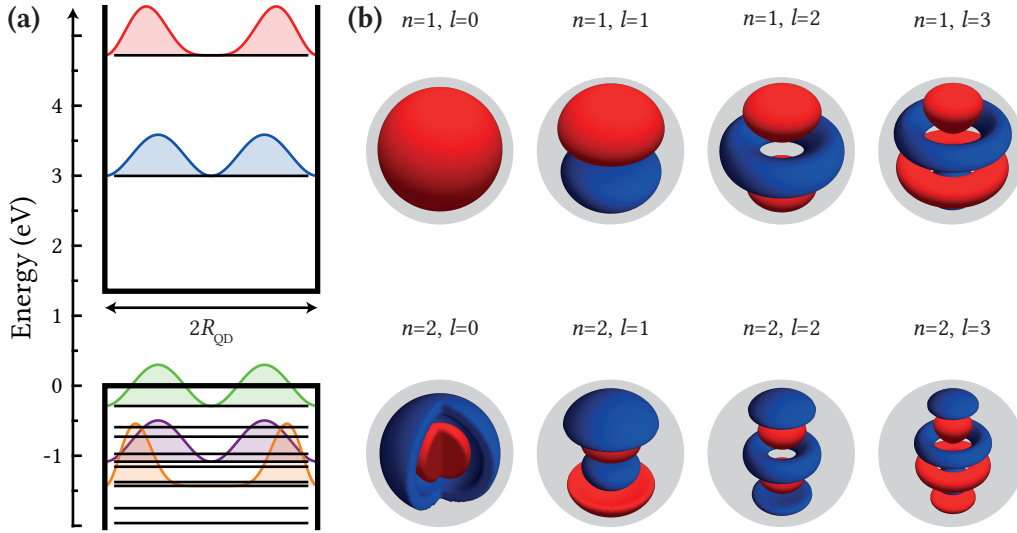 (a)
Energy (eV)
4
3
2
1
0
-1
2R_QD
(b)
n=1, l=0
n=1, l=1
n=1, l=2
n=1, l=3
n=2, l=0
n=2, l=1
n=2, l=2
n=2, l=3